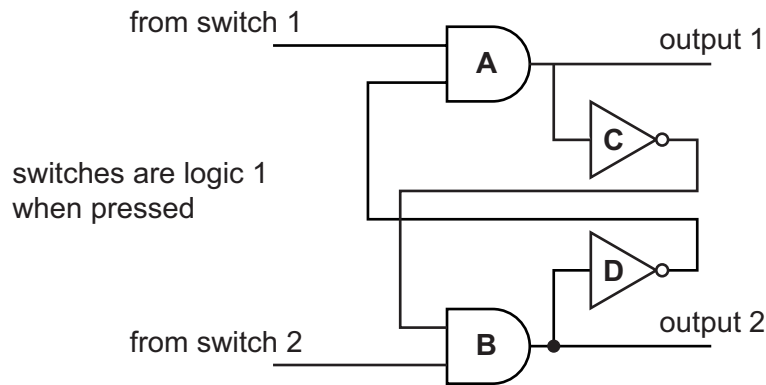 from switch 1
output 1
A
C
switches are logic 1
when pressed
D
output 2
from switch 2
B